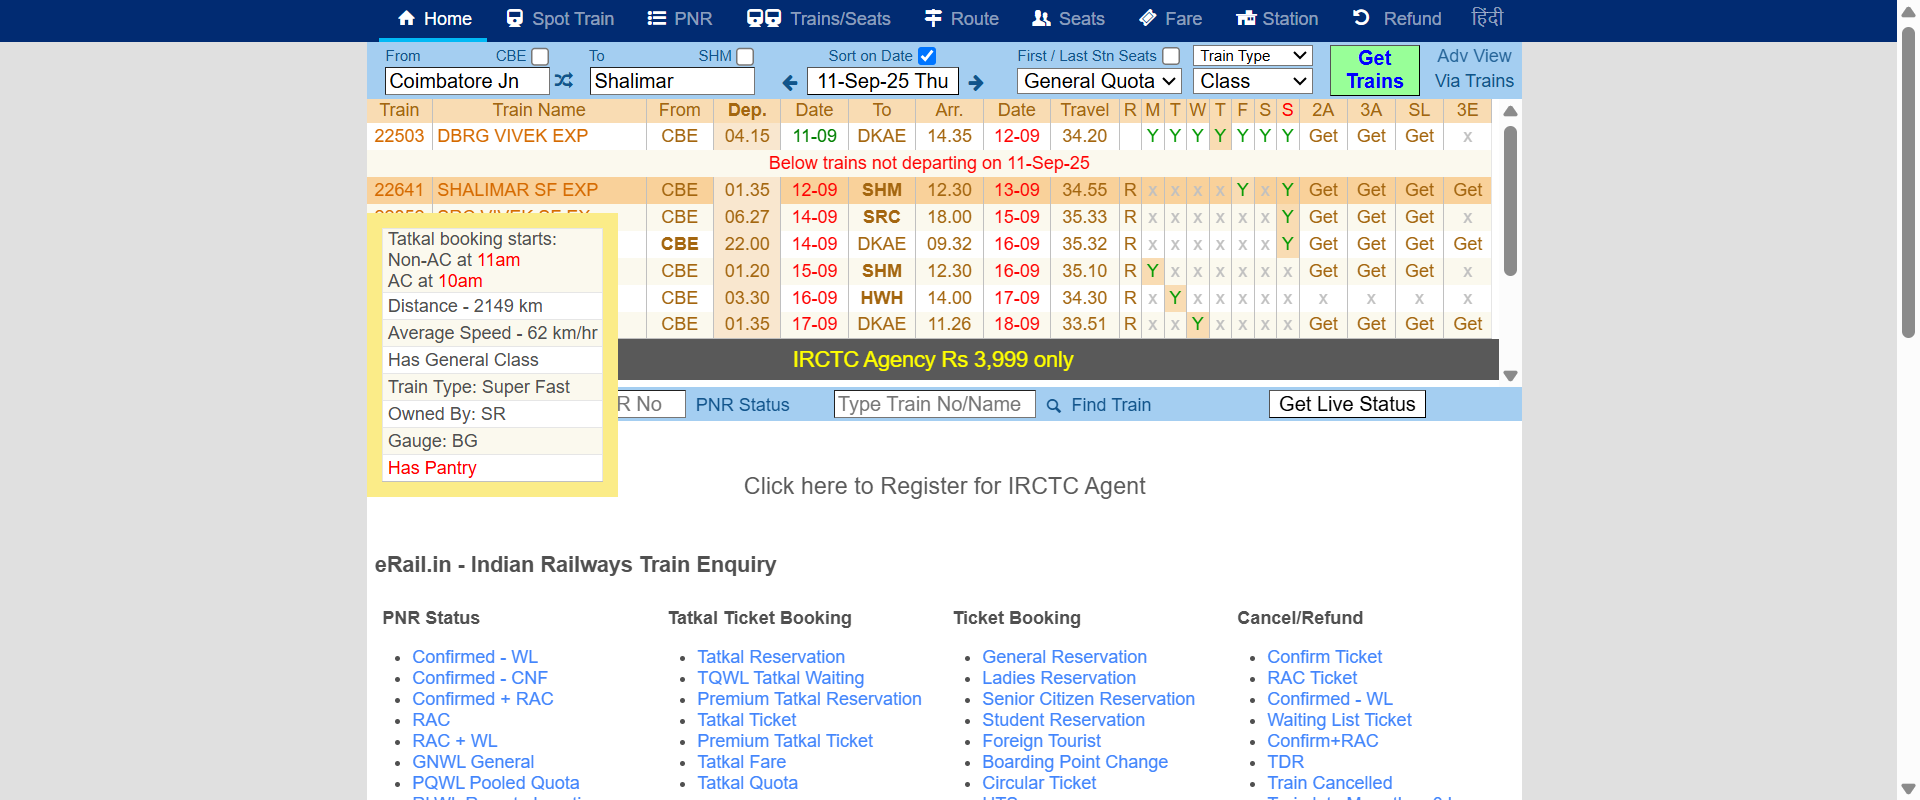 Home Spot Train PNR Trains/Seats Route Seats Fare Station Refund हिंदी
From CBE To SHM Sort on Date First / Last Stn Seats Train Type Get Trains Adv View
Coimbatore Jn Shalimar 11-Sep-25 Thu General Quota Class Via Trains
Train Train Name From Dep. Date To Arr. Date Travel R M T W T F S S 2A 3A SL 3E
22503 DBRG VIVEK EXP CBE 04.15 11-09 DKAE 14.35 12-09 34.20 Y Y Y Y Y Y Y Get Get Get x
Below trains not departing on 11-Sep-25
22641 SHALIMAR SF EXP CBE 01.35 12-09 SHM 12.30 13-09 34.55 R x x x x Y x Y Get Get Get Get
CBE 06.27 14-09 SRC 18.00 15-09 35.33 R x x x x x x Y Get Get Get x
CBE 22.00 14-09 DKAE 09.32 16-09 35.32 R x x x x x x Y Get Get Get Get
CBE 01.20 15-09 SHM 12.30 16-09 35.10 R Y x x x x x x Get Get Get x
CBE 03.30 16-09 HWH 14.00 17-09 34.30 R x Y x x x x x x x x x
CBE 01.35 17-09 DKAE 11.26 18-09 33.51 R x x Y x x x x Get Get Get Get
Tatkal booking starts:
Non-AC at 11am
AC at 10am
Distance - 2149 km
Average Speed - 62 km/hr
Has General Class
Train Type: Super Fast
Owned By: SR
Gauge: BG
Has Pantry
IRCTC Agency Rs 3,999 only
R No PNR Status Type Train No/Name Find Train Get Live Status
Click here to Register for IRCTC Agent
eRail.in - Indian Railways Train Enquiry
PNR Status
Confirmed - WL
Confirmed - CNF
Confirmed + RAC
RAC
RAC + WL
GNWL General
PQWL Pooled Quota
Tatkal Ticket Booking
Tatkal Reservation
TQWL Tatkal Waiting
Premium Tatkal Reservation
Tatkal Ticket
Premium Tatkal Ticket
Tatkal Fare
Tatkal Quota
Ticket Booking
General Reservation
Ladies Reservation
Senior Citizen Reservation
Student Reservation
Foreign Tourist
Boarding Point Change
Circular Ticket
Cancel/Refund
Confirm Ticket
RAC Ticket
Confirmed - WL
Waiting List Ticket
Confirm+RAC
TDR
Train Cancelled